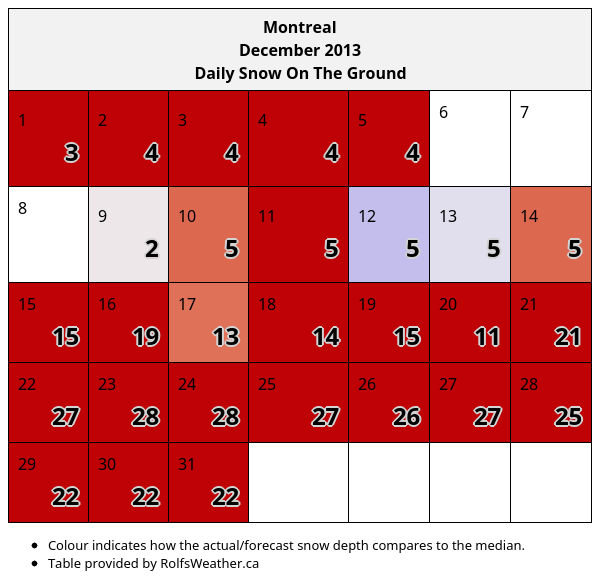 Montreal
December 2013
Daily Snow On The Ground
1 2 3 4 5 6 7
3 4 4 4 4
8 9 10 11 12 13 14
2 5 5 5 5 5
15 16 17 18 19 20 21
15 19 13 14 15 11 21
22 23 24 25 26 27 28
27 28 28 27 26 27 25
29 30 31
22 22 22
• Colour indicates how the actual/forecast snow depth compares to the median.
• Table provided by RolfsWeather.ca